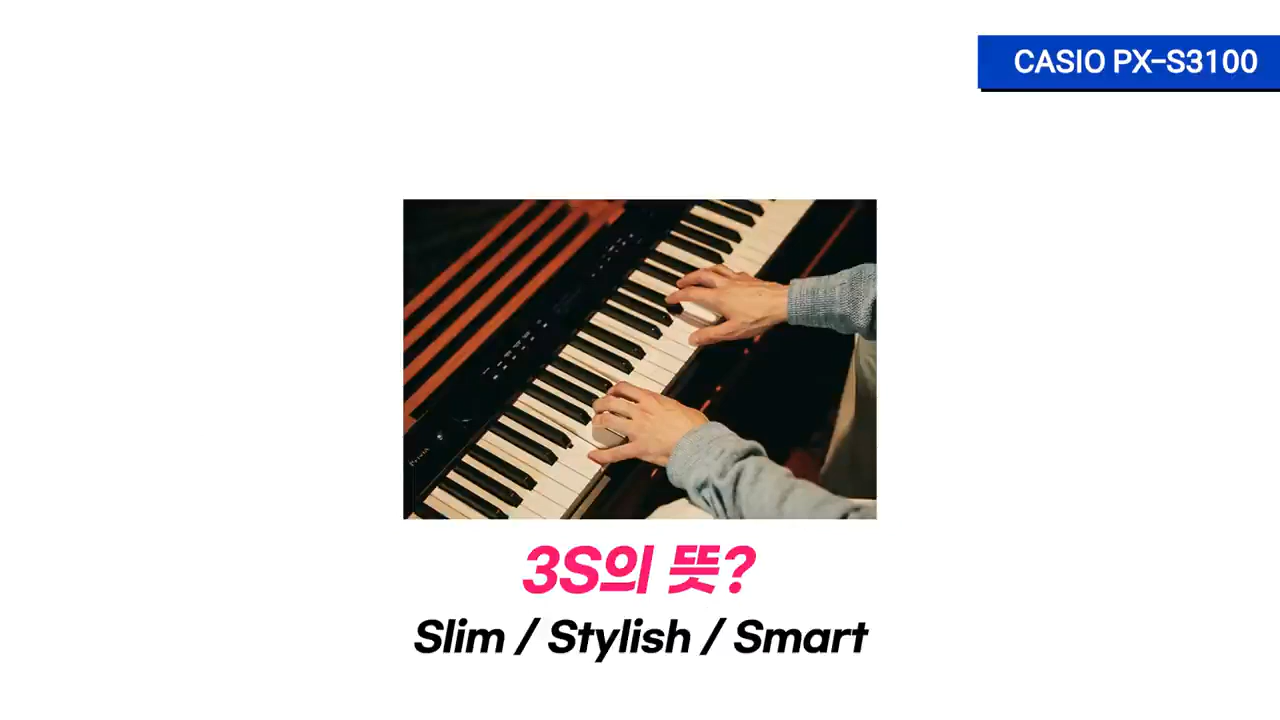 CASIO PX-S3100
3S의 뜻?
Slim / Stylish / Smart